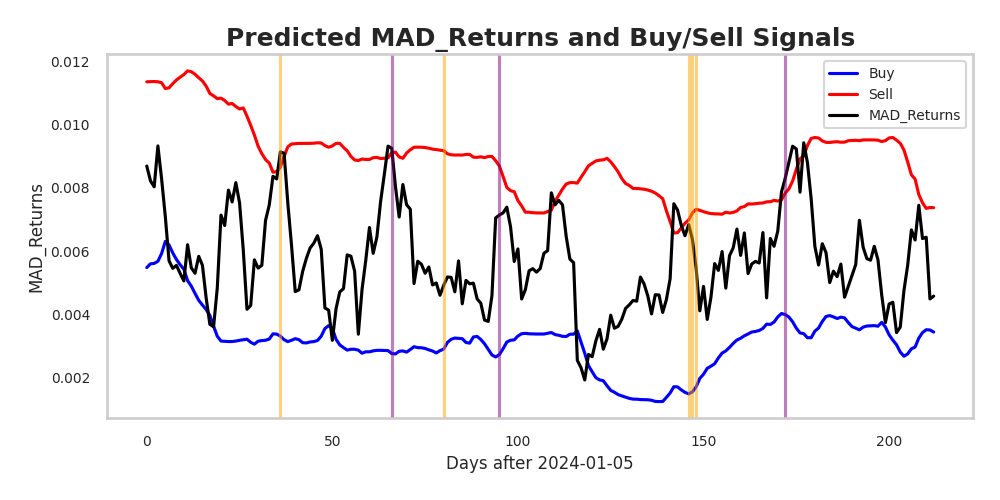 Predicted MAD_Returns and Buy/Sell Signals
MAD_Returns
0.012
0.010
0.008
0.006
0.004
0.002
Buy
Sell
MAD_Returns
0 50 100 150 200
Days after 2024-01-05